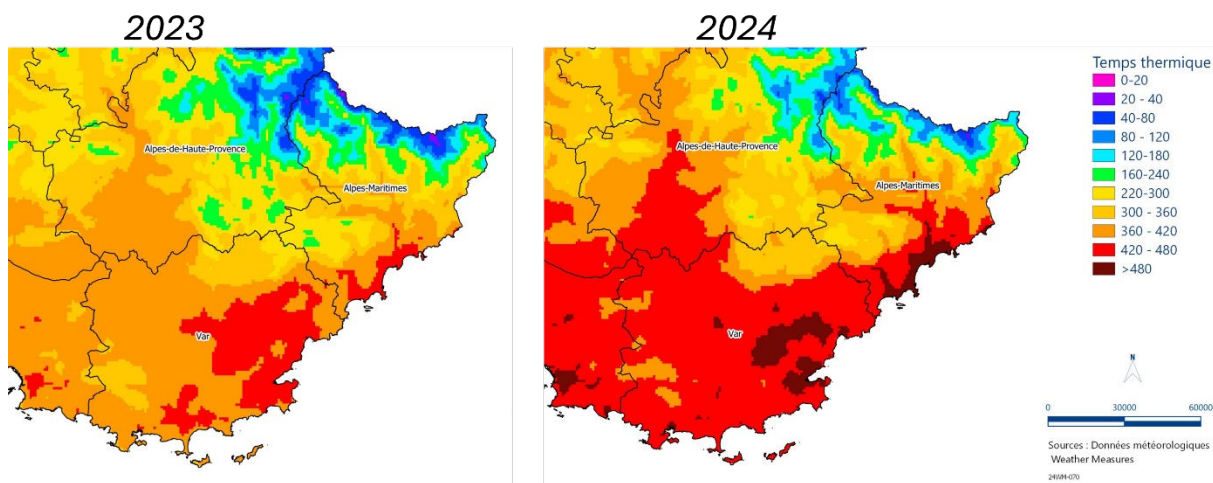 2023
2024
Alpes-de-Haute-Provence
Alpes-Maritimes
Var
Alpes-de-Haute-Provence
Alpes-Maritimes
Var
Temps thermique
0-20
20 - 40
40-80
80 - 120
120-180
160-240
220-300
300 - 360
360 - 420
420 - 480
>480
N
0 30000 60000
Sources : Données météorologiques
Weather Measures
24WM-070